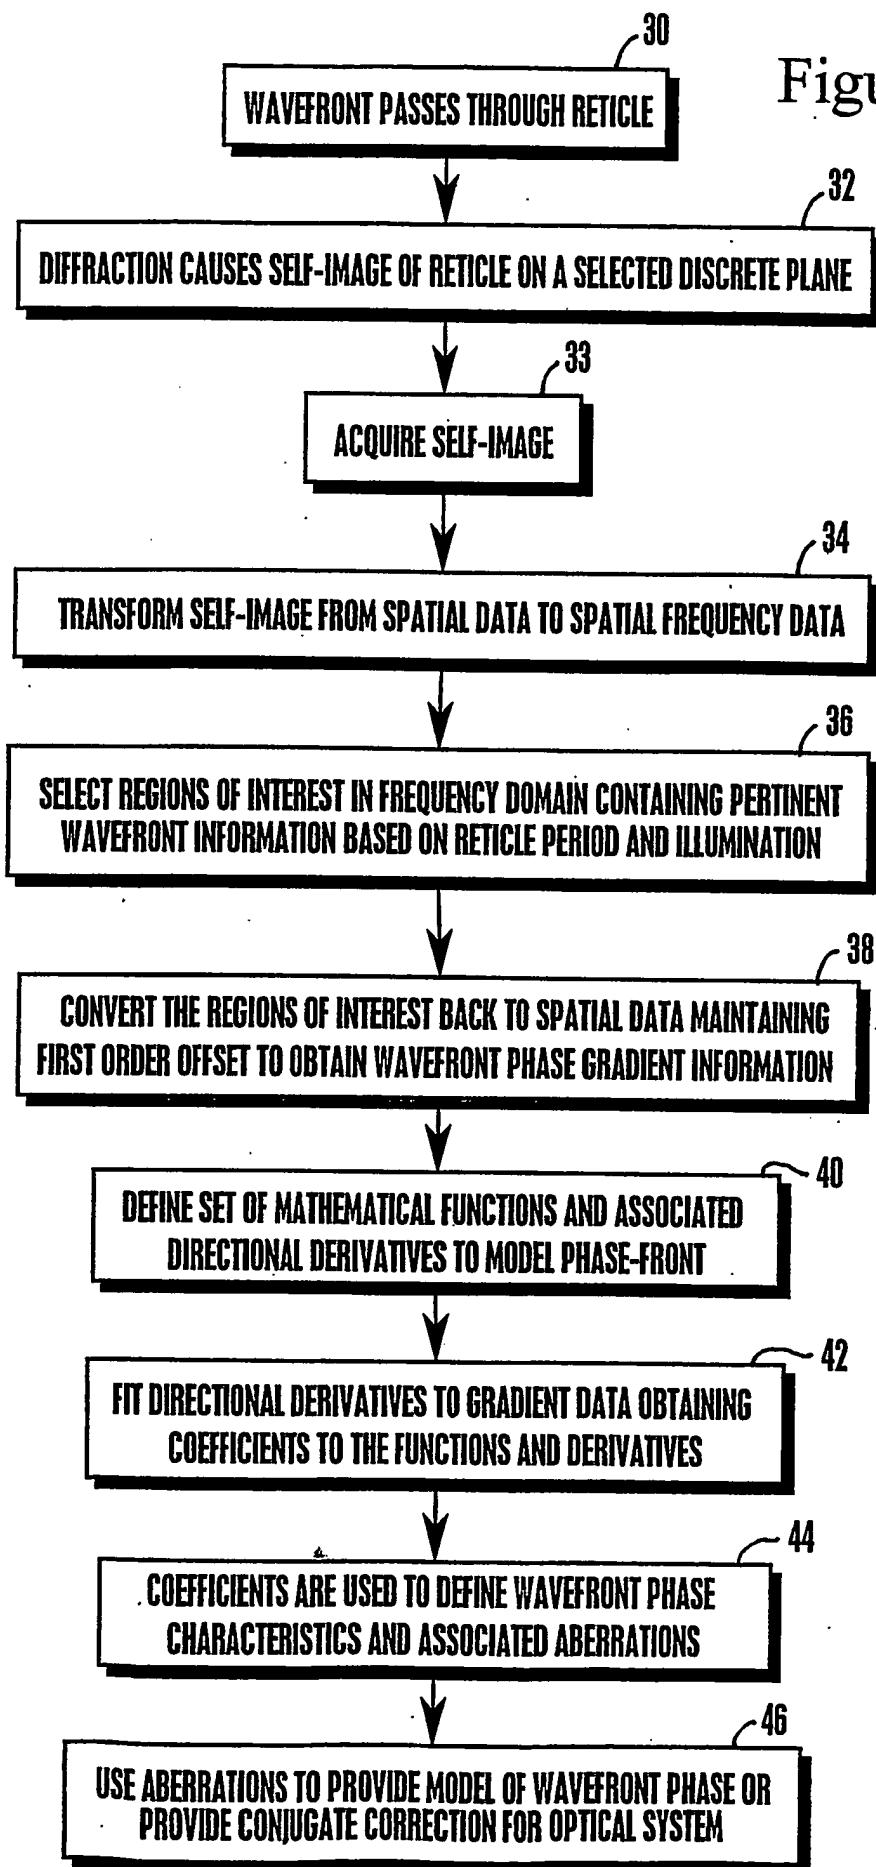 30
Figu
WAVEFRONT PASSES THROUGH RETICLE
32
DIFFRACTION CAUSES SELF-IMAGE OF RETICLE ON A SELECTED DISCRETE PLANE
33
ACQUIRE SELF-IMAGE
34
TRANSFORM SELF-IMAGE FROM SPATIAL DATA TO SPATIAL FREQUENCY DATA
36
SELECT REGIONS OF INTEREST IN FREQUENCY DOMAIN CONTAINING PERTINENT
WAVEFRONT INFORMATION BASED ON RETICLE PERIOD AND ILLUMINATION
38
CONVERT THE REGIONS OF INTEREST BACK TO SPATIAL DATA MAINTAINING
FIRST ORDER OFFSET TO OBTAIN WAVEFRONT PHASE GRADIENT INFORMATION
40
DEFINE SET OF MATHEMATICAL FUNCTIONS AND ASSOCIATED
DIRECTIONAL DERIVATIVES TO MODEL PHASE-FRONT
42
FIT DIRECTIONAL DERIVATIVES TO GRADIENT DATA OBTAINING
COEFFICIENTS TO THE FUNCTIONS AND DERIVATIVES
44
COEFFICIENTS ARE USED TO DEFINE WAVEFRONT PHASE
CHARACTERISTICS AND ASSOCIATED ABERRATIONS
46
USE ABERRATIONS TO PROVIDE MODEL OF WAVEFRONT PHASE OR
PROVIDE CONJUGATE CORRECTION FOR OPTICAL SYSTEM